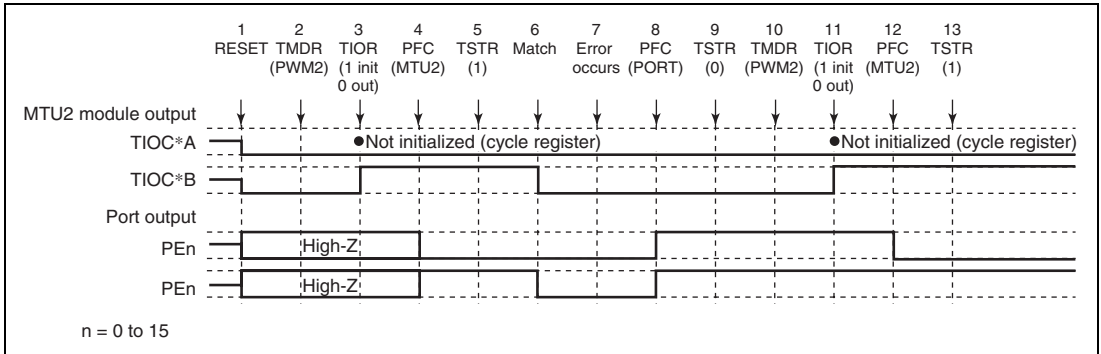 1 2 3 4 5 6 7 8 9 10 11 12 13
RESET TMDR TIOR PFC TSTR Match Error PFC TSTR TMDR TIOR PFC TSTR
(PWM2) (1 init (MTU2) (1) occurs (PORT) (0) (PWM2) (1 init (MTU2) (1)
0 out) 0 out)
MTU2 module output
TIOC*A ●Not initialized (cycle register) ●Not initialized (cycle register)
TIOC*B
Port output
PEn High-Z
PEn High-Z
n = 0 to 15